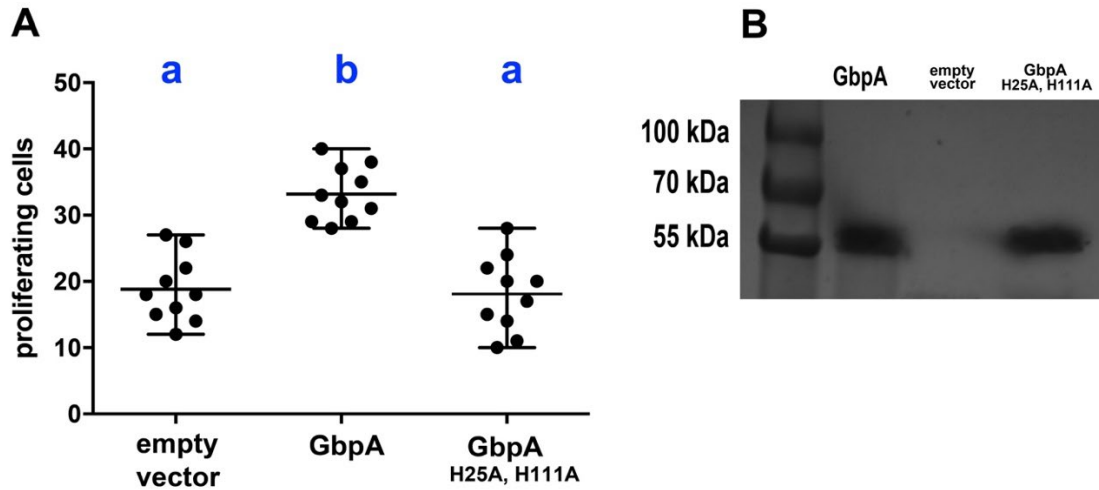 A
a b a
50
40
30
20
10
0
proliferating cells
empty
vector
GbpA
GbpA
H25A, H111A
B
GbpA
empty
vector
GbpA
H25A, H111A
100 kDa
70 kDa
55 kDa